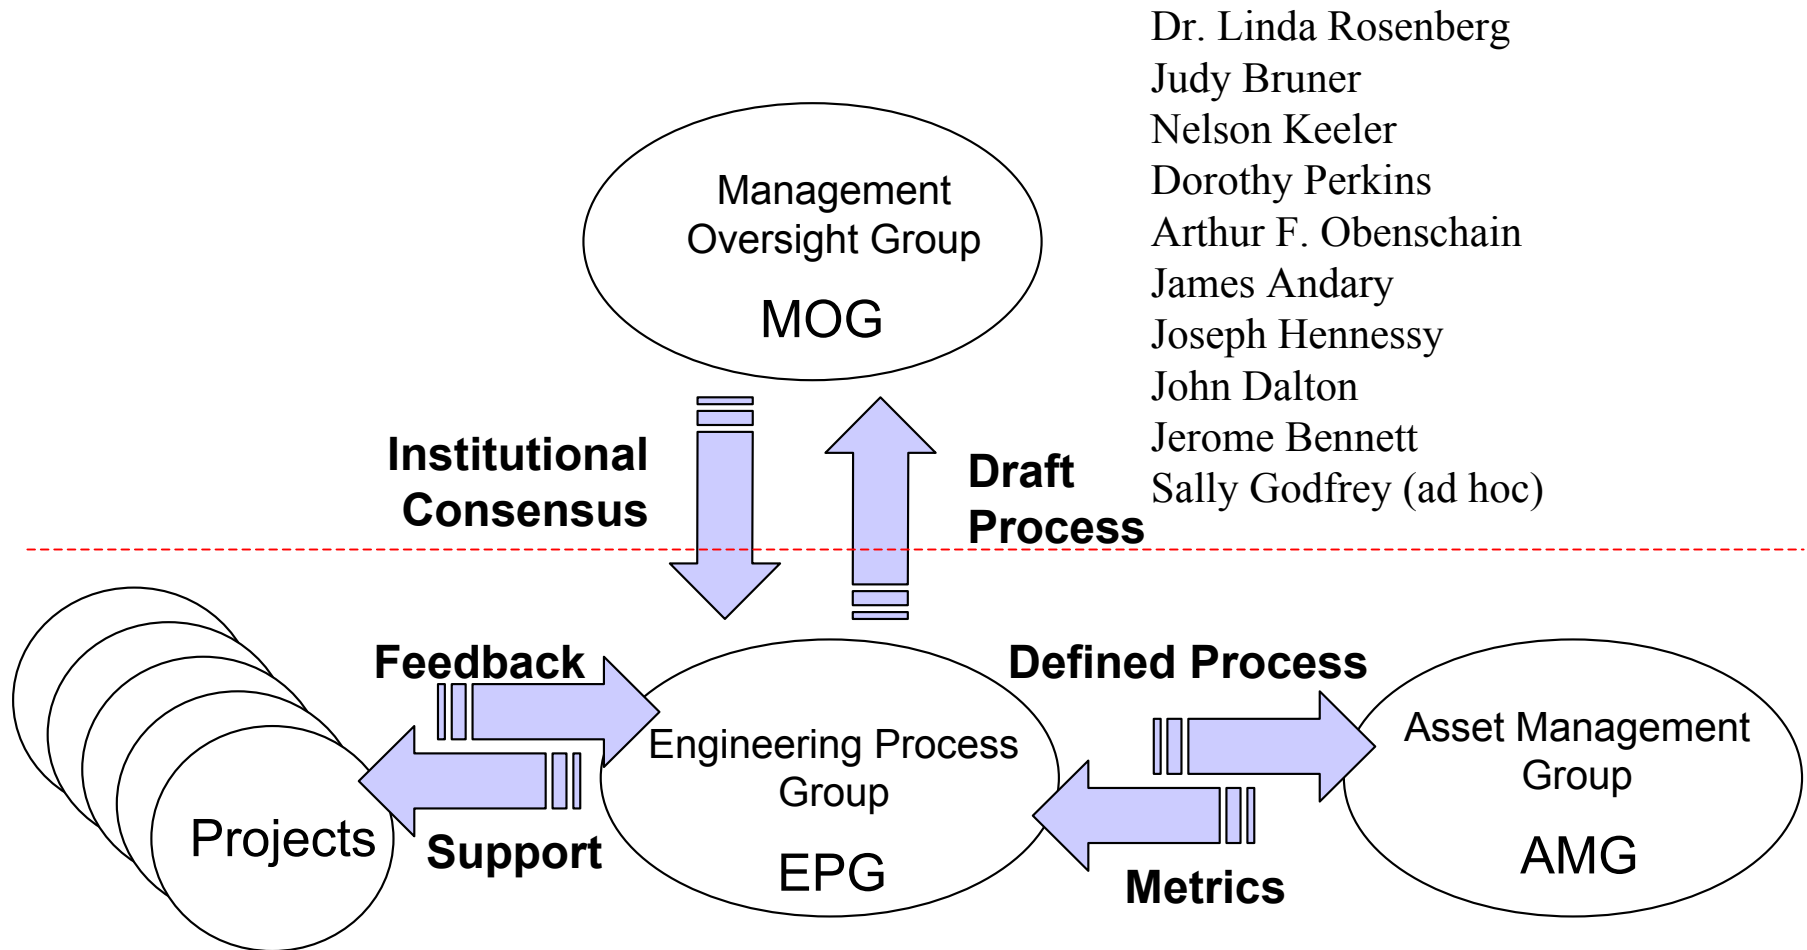 Dr. Linda Rosenberg
Judy Bruner
Nelson Keeler
Dorothy Perkins
Arthur F. Obenschain
James Andary
Joseph Hennessy
John Dalton
Jerome Bennett
Sally Godfrey (ad hoc)
Management
Oversight Group
MOG
Institutional
Consensus
Draft
Process
Feedback
Support
Projects
Engineering Process
Group
EPG
Defined Process
Metrics
Asset Management
Group
AMG